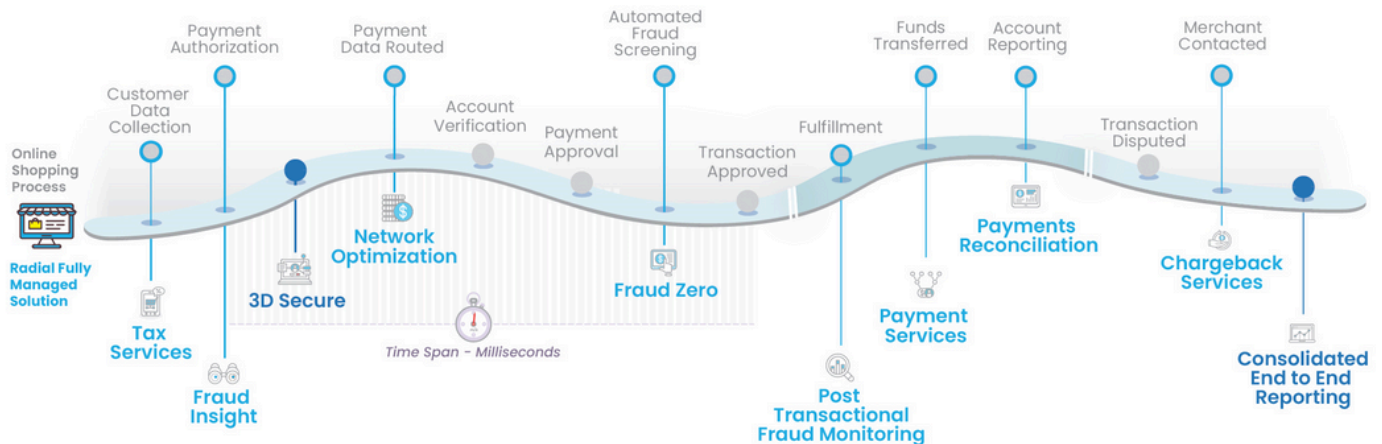 Online
Shopping
Process
Radial Fully
Managed
Solution
Customer
Data
Collection
Tax
Services
Payment
Authorization
Fraud
Insight
3D Secure
Payment
Data Routed
Network
Optimization
Account
Verification
Payment
Approval
Automated
Fraud
Screening
Fraud Zero
Transaction
Approved
Time Span - Milliseconds
Fulfillment
Post
Transactional
Fraud Monitoring
Funds
Transferred
Payment
Services
Account
Reporting
Payments
Reconciliation
Transaction
Disputed
Merchant
Contacted
Chargeback
Services
Consolidated
End to End
Reporting